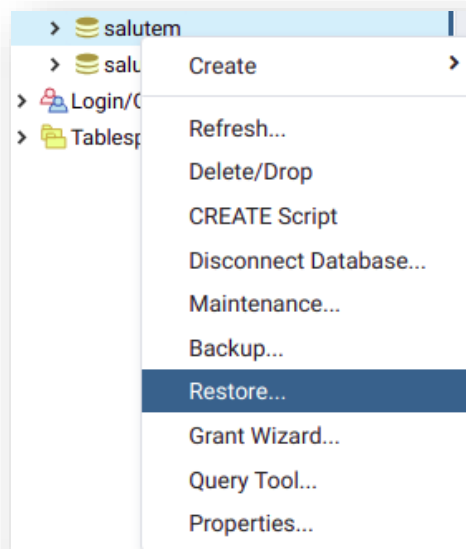 salutem
salu
Create
Login/
Refresh...
Tablesp
Delete/Drop
CREATE Script
Disconnect Database...
Maintenance...
Backup...
Restore...
Grant Wizard...
Query Tool...
Properties...